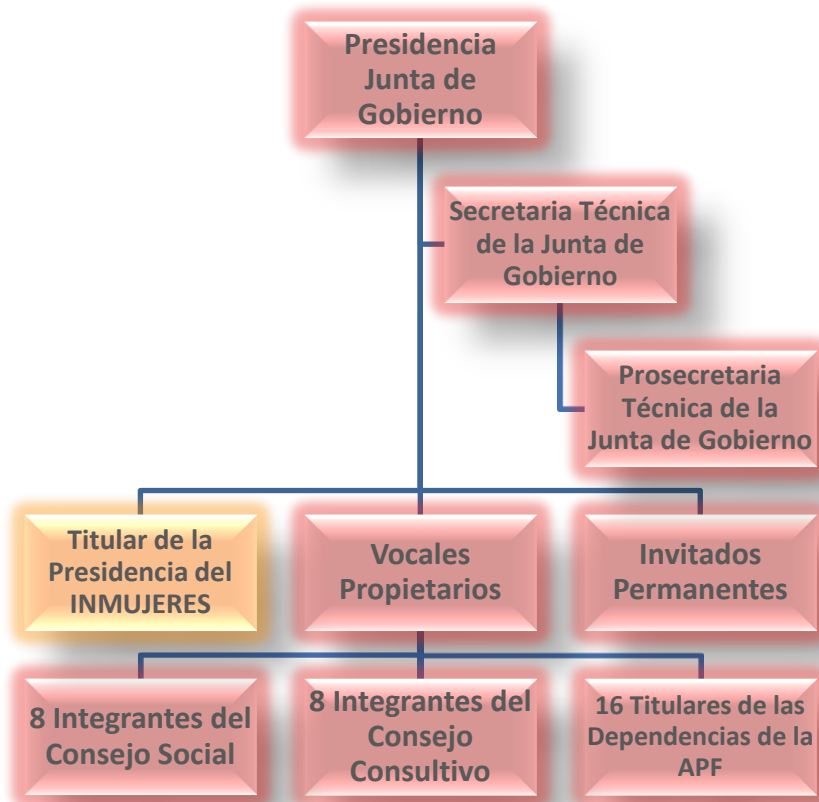 Presidencia
Junta de
Gobierno
Secretaria Técnica
de la Junta de
Gobierno
Prosecretaria
Técnica de la
Junta de Gobierno
Titular de la
Presidencia del
INMUJERES
Vocales
Propietarios
Invitados
Permanentes
8 Integrantes del
Consejo Social
8 Integrantes del
Consejo
Consultivo
16 Titulares de las
Dependencias de la
APF